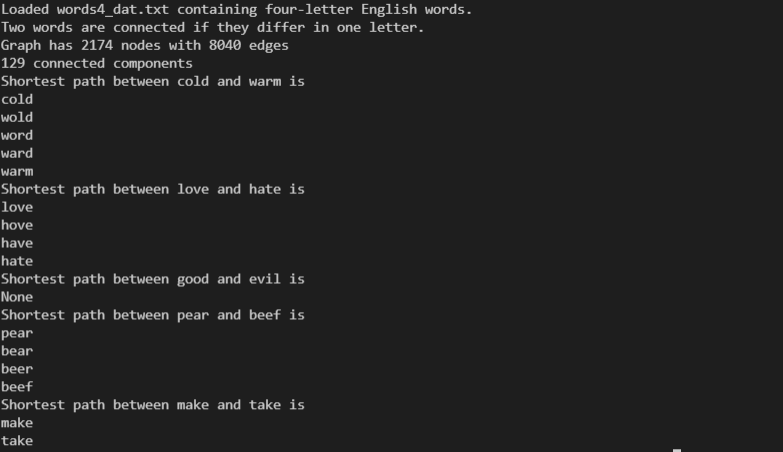 Loaded words4_dat.txt containing four-letter English words.
Two words are connected if they differ in one letter.
Graph has 2174 nodes with 8040 edges
129 connected components
Shortest path between cold and warm is
cold
wold
word
ward
warm
Shortest path between love and hate is
love
hove
have
hate
Shortest path between good and evil is
None
Shortest path between pear and beef is
pear
bear
beer
beef
Shortest path between make and take is
make
take